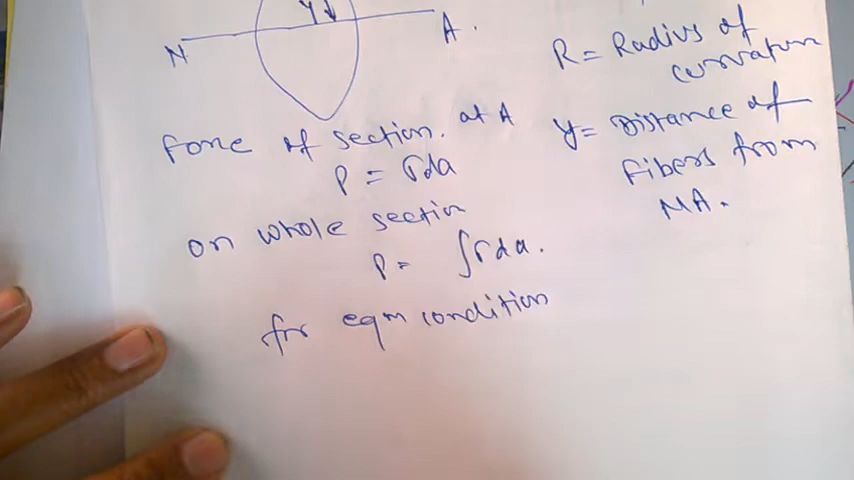 Y
N
A.
R = Radius of
curvature
Force of section. at A
y = Distance of
Fibers from
NA.
P = σda
on whole section
P = ∫σda.
for eqm condition